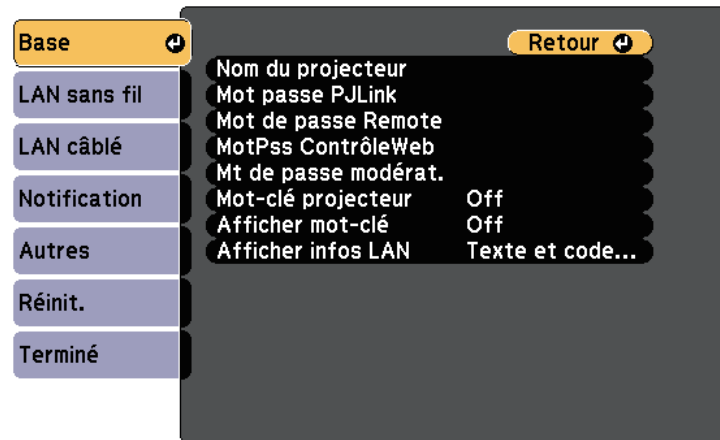 Base
LAN sans fil
LAN câblé
Notification
Autres
Réinit.
Terminé
Retour
Nom du projecteur
Mot passe PJLink
Mot de passe Remote
MotPss ContrôleWeb
Mt de passe modérat.
Mot-clé projecteur Off
Afficher mot-clé Off
Afficher infos LAN Texte et code...